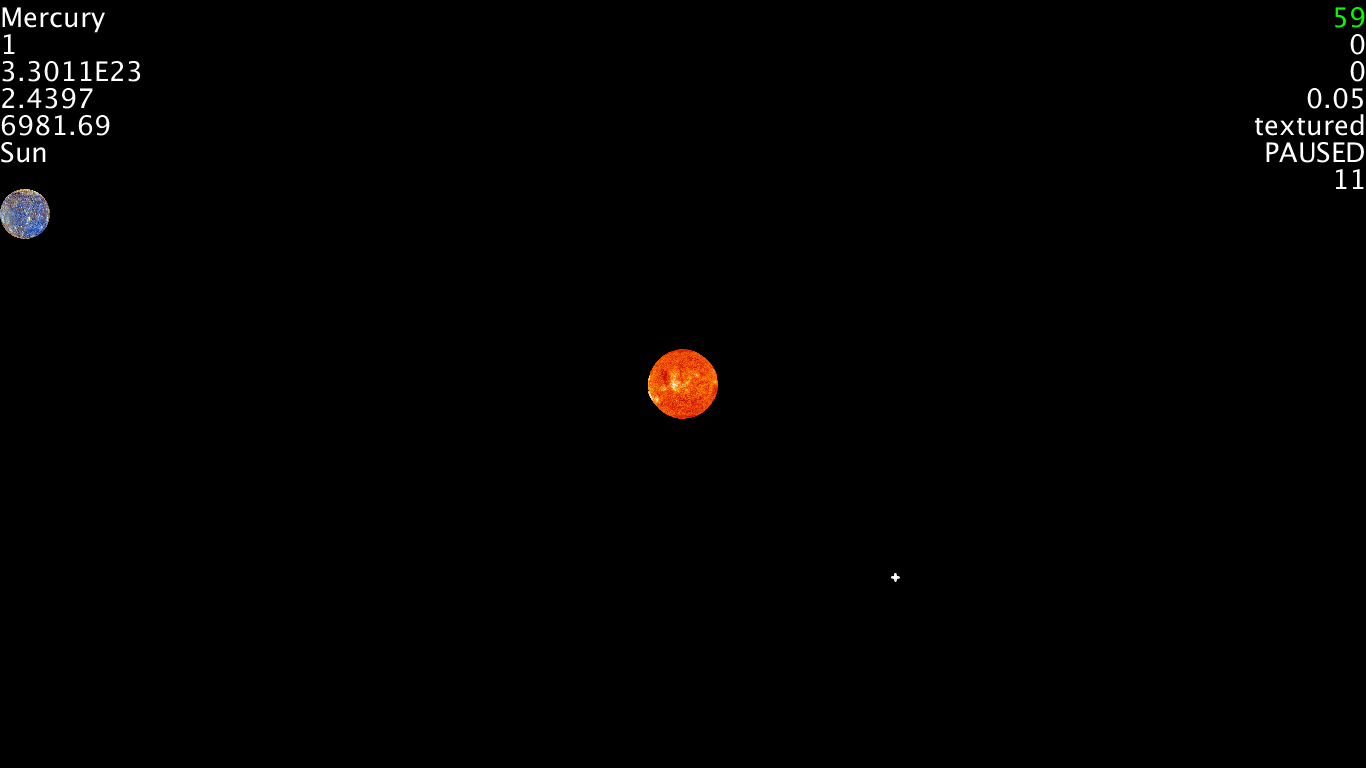 Mercury
1
3.3011E23
2.4397
6981.69
Sun
59
0
0
0.05
textured
PAUSED
11